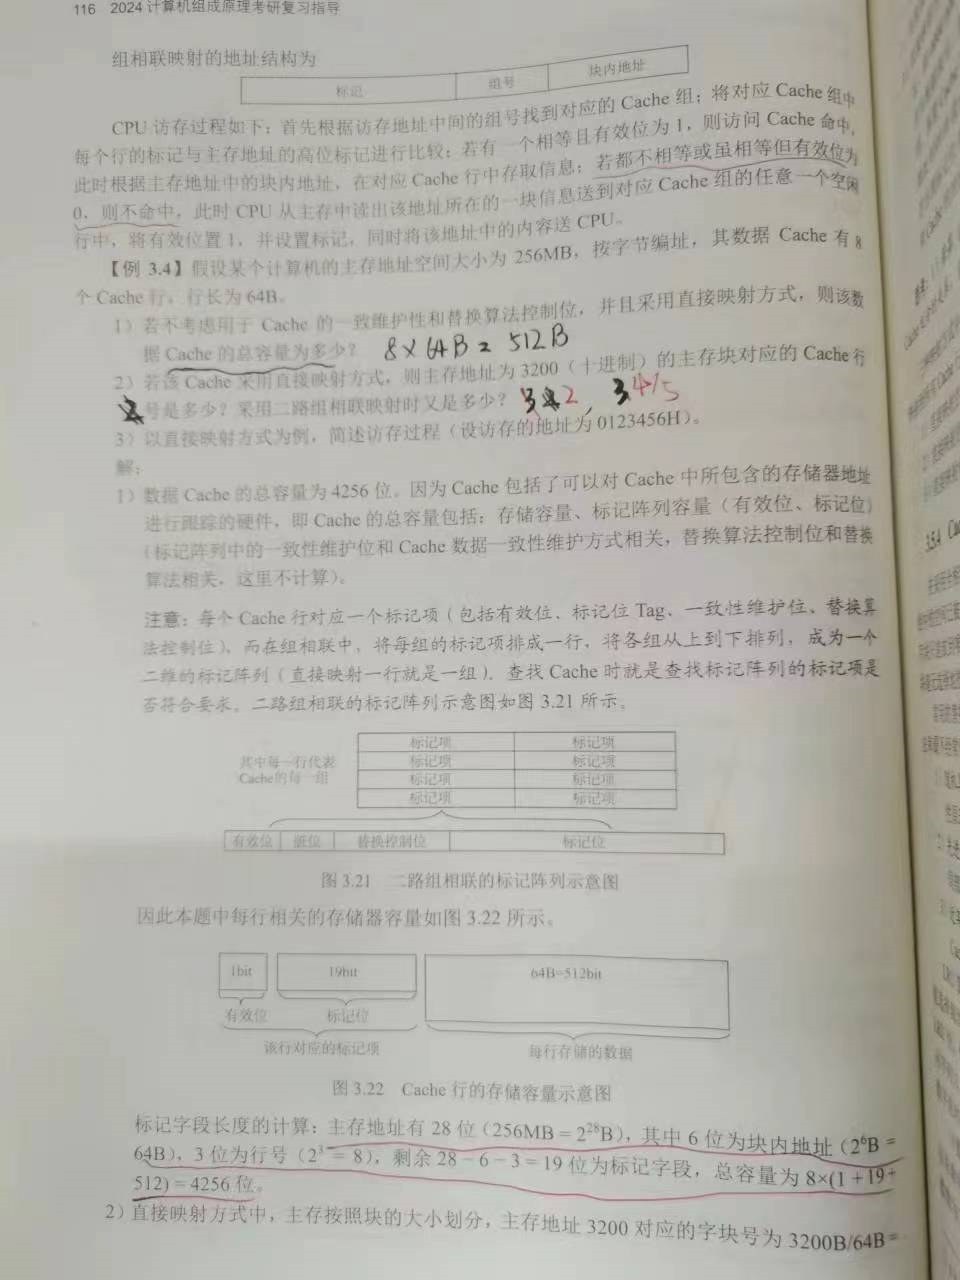 116 2024 计算机组成原理考研复习指导
组相联映射的地址结构为
标记 组号 块内地址
CPU 访存过程如下：首先根据访存地址中间的组号找到对应的 Cache 组；将对应 Cache 组中
每个行的标记与主存地址的高位标记进行比较；若有一个相等且有效位为 1，则访问 Cache 命中，
此时根据主存地址中的块内地址，在对应 Cache 行中存取信息；若都不相等或虽相等但有效位为
0，则不命中，此时 CPU 从主存中读出该地址所在的一块信息送到对应 Cache 组的任意一个空闲
行中，将有效位置 1，并设置标记，同时将该地址中的内容送 CPU。
【例 3.4】假设某个计算机的主存地址空间大小为 256MB，按字节编址，其数据 Cache 有 8
个 Cache 行，行长为 64B。
1）若不考虑用于 Cache 的一致维护性和替换算法控制位，并且采用直接映射方式，则该数
据 Cache 的总容量为多少？ 8×64B=512B
2）若该 Cache 采用直接映射方式，则主存地址为 3200（十进制）的主存块对应的 Cache 行
号是多少？采用二路组相联映射时又是多少？ 2， 4/5
3）以直接映射方式为例，简述访存过程（设访存的地址为 0123456H）。
解：
1）数据 Cache 的总容量为 4256 位。因为 Cache 包括了可以对 Cache 中所包含的存储器地址
进行跟踪的硬件，即 Cache 的总容量包括：存储容量、标记阵列容量（有效位、标记位）
（标记阵列中的一致性维护位和 Cache 数据一致性维护方式相关，替换算法控制位和替换
算法相关，这里不计算）。
注意：每个 Cache 行对应一个标记项（包括有效位、标记位 Tag、一致性维护位、替换算
法控制位），而在组相联中，将每组的标记项排成一行，将各组从上到下排列，成为一个
二维的标记阵列（直接映射一行就是一组）。查找 Cache 时就是查找标记阵列的标记项是
否符合要求。二路组相联的标记阵列示意图如图 3.21 所示。
标记项 标记项
其中每一行代表 标记项 标记项
Cache的每一组 标记项 标记项
标记项 标记项
有效位 脏位 替换控制位 标记位
图 3.21 二路组相联的标记阵列示意图
因此本题中每行相关的存储器容量如图 3.22 所示。
1bit 19bit 64B=512bit
有效位 标记位
该行对应的标记项 每行存储的数据
图 3.22 Cache 行的存储容量示意图
标记字段长度的计算：主存地址有 28 位（256MB = 2²⁸B），其中 6 位为块内地址（2⁶B =
64B），3 位为行号（2³ = 8），剩余 28 − 6 − 3 = 19 位为标记字段，总容量为 8×(1 + 19 +
512) = 4256 位。
2）直接映射方式中，主存按照块的大小划分，主存地址 3200 对应的字块号为 3200B/64B =